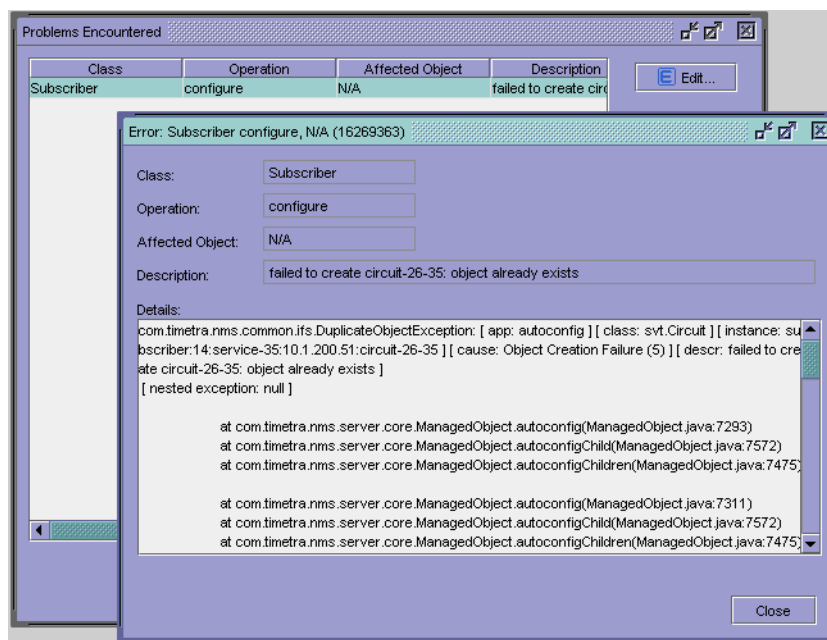 Problems Encountered
Class Operation Affected Object Description
Subscriber configure N/A failed to create circ
E Edit...
Error: Subscriber configure, N/A (16269363)
Class: Subscriber
Operation: configure
Affected Object: N/A
Description: failed to create circuit-26-35: object already exists
Details:
com.timetra.nms.common.ifs.DuplicateObjectException: [ app: autoconfig ] [ class: svt.Circuit ] [ instance: su
bscriber:14:service-35:10.1.200.51:circuit-26-35 ] [ cause: Object Creation Failure (5) ] [ descr: failed to cre
ate circuit-26-35: object already exists ]
[ nested exception: null ]
at com.timetra.nms.server.core.ManagedObject.autoconfig(ManagedObject.java:7293)
at com.timetra.nms.server.core.ManagedObject.autoconfigChild(ManagedObject.java:7572)
at com.timetra.nms.server.core.ManagedObject.autoconfigChildren(ManagedObject.java:7475)
at com.timetra.nms.server.core.ManagedObject.autoconfig(ManagedObject.java:7311)
at com.timetra.nms.server.core.ManagedObject.autoconfigChild(ManagedObject.java:7572)
at com.timetra.nms.server.core.ManagedObject.autoconfigChildren(ManagedObject.java:7475)
Close